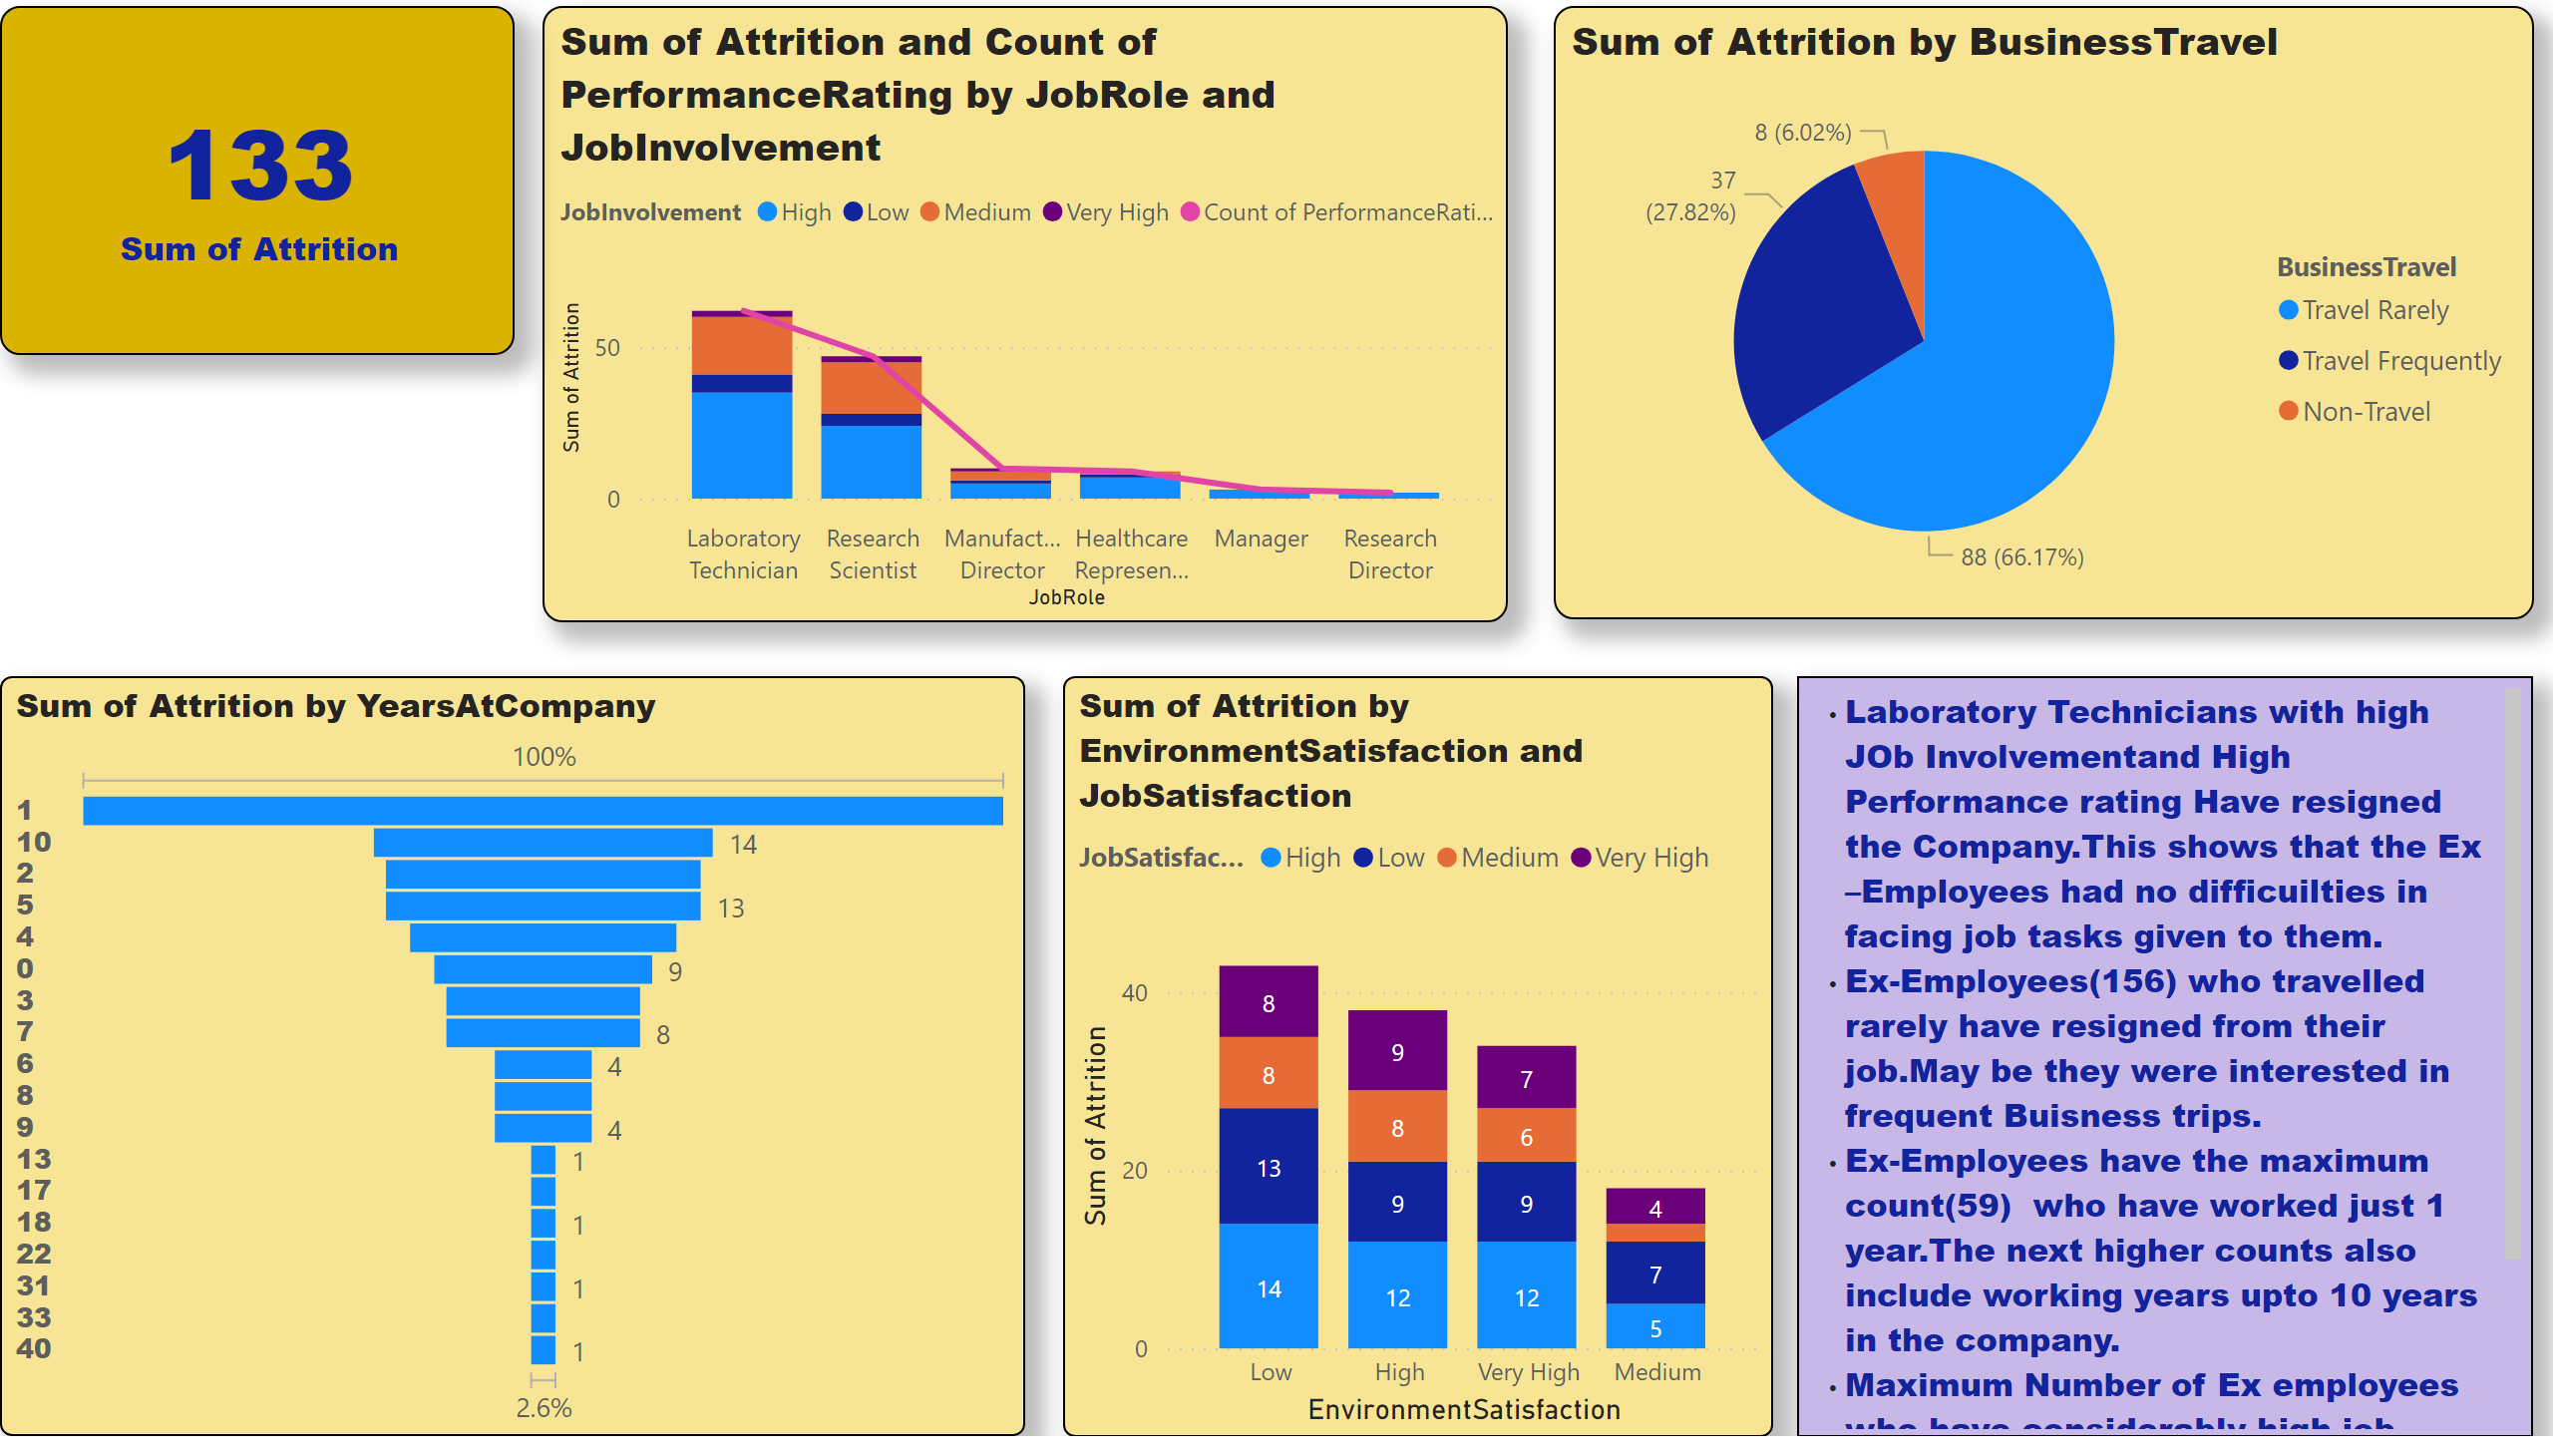 133
Sum of Attrition
Sum of Attrition and Count of
PerformanceRating by JobRole and
JobInvolvement
JobInvolvement High Low Medium Very High Count of PerformanceRati...
Sum of Attrition
50
0
Laboratory Technician
Research Scientist
Manufact... Director
Healthcare Represen...
Manager
Research Director
JobRole
Sum of Attrition by BusinessTravel
8 (6.02%)
37
(27.82%)
88 (66.17%)
BusinessTravel
Travel Rarely
Travel Frequently
Non-Travel
Sum of Attrition by YearsAtCompany
100%
1
10 14
2
5 13
4
0 9
3
7 8
6 4
8
9 4
13 1
17
18 1
22
31 1
33
40 1
2.6%
Sum of Attrition by
EnvironmentSatisfaction and
JobSatisfaction
JobSatisfac... High Low Medium Very High
Sum of Attrition
40
20
0
8
8
13
14
9
8
9
12
7
6
9
12
4
7
5
Low High Very High Medium
EnvironmentSatisfaction
• Laboratory Technicians with high
JOb Involvementand High
Performance rating Have resigned
the Company.This shows that the Ex
–Employees had no difficuilties in
facing job tasks given to them.
• Ex-Employees(156) who travelled
rarely have resigned from their
job.May be they were interested in
frequent Buisness trips.
• Ex-Employees have the maximum
count(59) who have worked just 1
year.The next higher counts also
include working years upto 10 years
in the company.
• Maximum Number of Ex employees
who have considerably high job